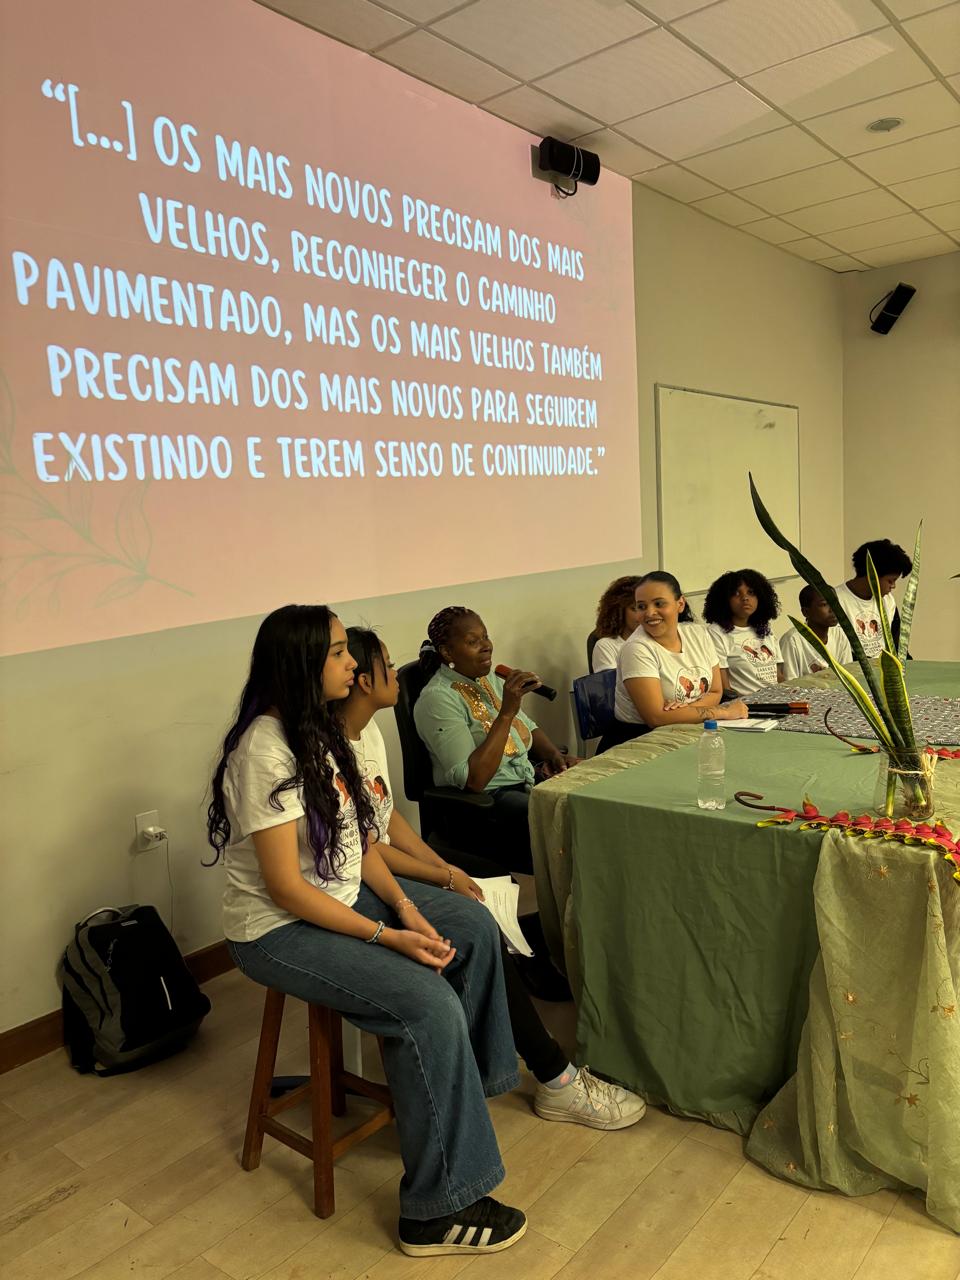 “[...] OS MAIS NOVOS PRECISAM DOS MAIS
VELHOS, RECONHECER O CAMINHO
PAVIMENTADO, MAS OS MAIS VELHOS TAMBÉM
PRECISAM DOS MAIS NOVOS PARA SEGUIREM
EXISTINDO E TEREM SENSO DE CONTINUIDADE.”